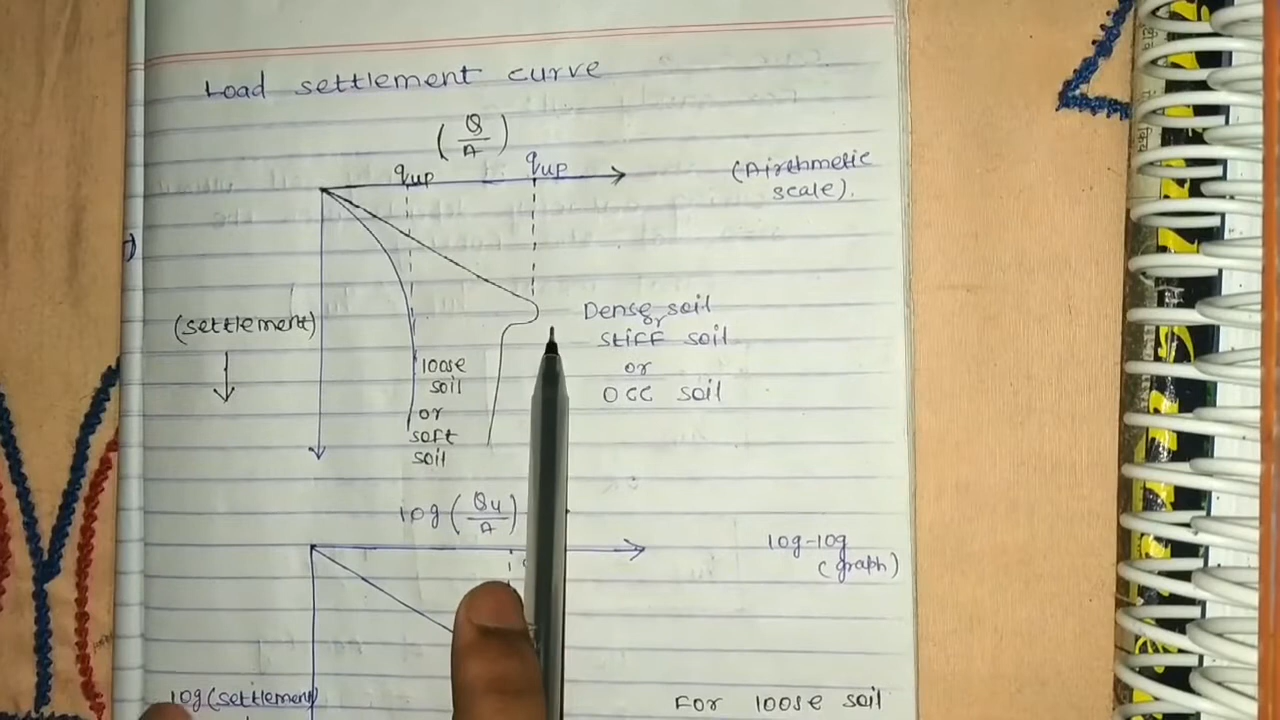 Load settlement curve
(Q/A)
qup qup
(Airthmetic
scale).
(settlement)
Dense soil
or
stiff soil
or
OCC soil
loose
soil
or
soft
soil
log (Qu/A)
log-log
(graph)
log(settlement)
For loose soil